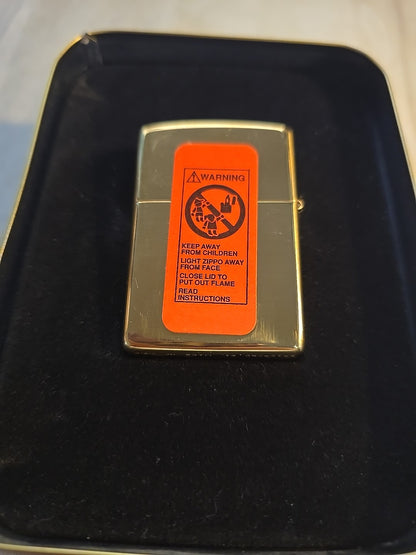 WARNING
KEEP AWAY
FROM CHILDREN
LIGHT ZIPPO AWAY
FROM FACE
CLOSE LID TO
PUT OUT FLAME
READ
INSTRUCTIONS